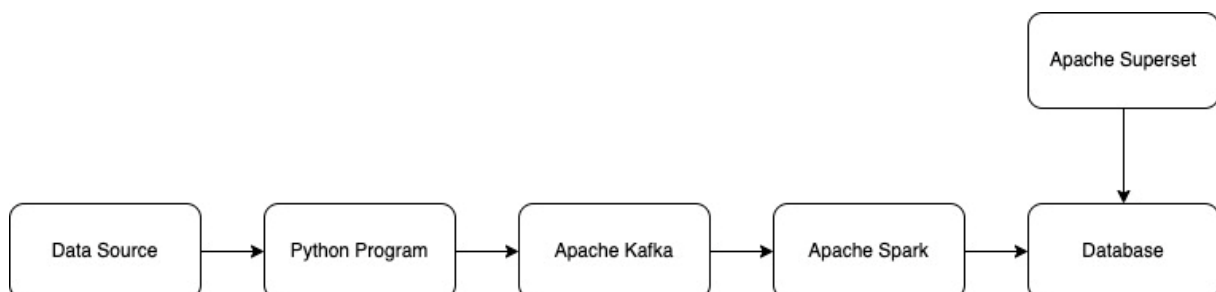 Apache Superset
Data Source
Python Program
Apache Kafka
Apache Spark
Database